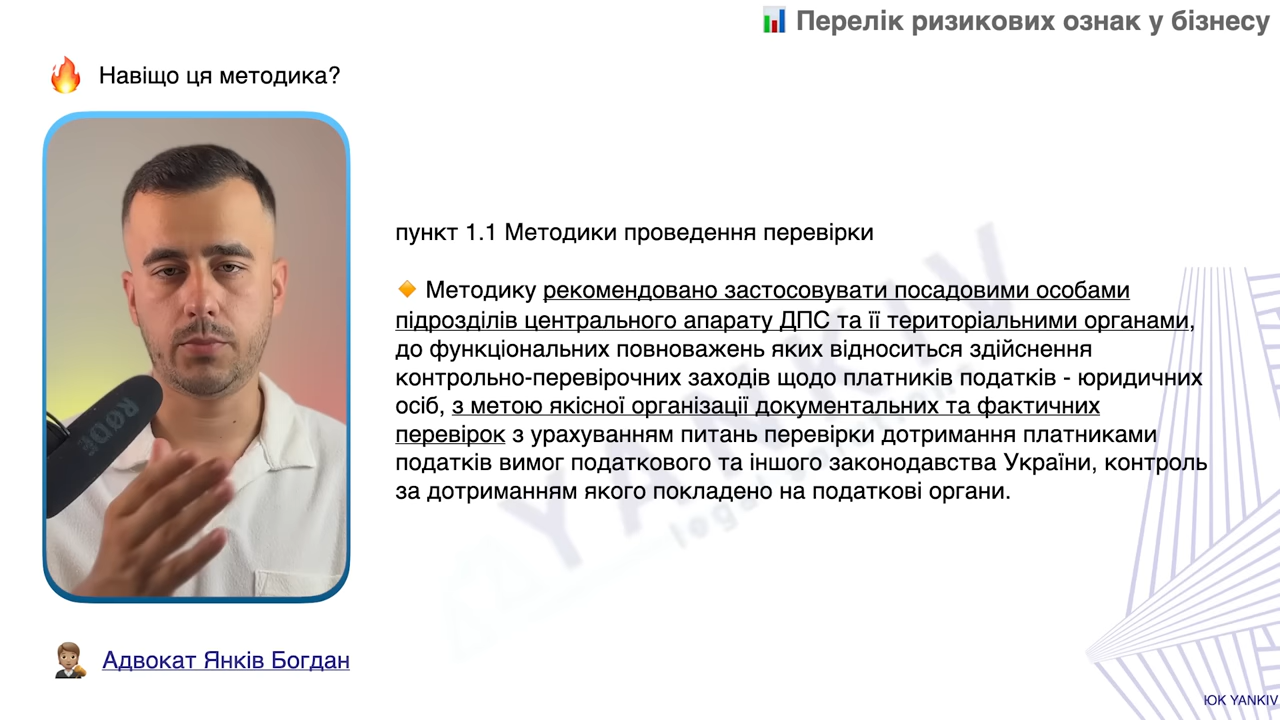 Перелік ризикових ознак у бізнесу
Навіщо ця методика?
RODE
пункт 1.1 Методики проведення перевірки
Методику рекомендовано застосовувати посадовими особами
підрозділів центрального апарату ДПС та її територіальними органами,
до функціональних повноважень яких відноситься здійснення
контрольно-перевірочних заходів щодо платників податків - юридичних
осіб, з метою якісної організації документальних та фактичних
перевірок з урахуванням питань перевірки дотримання платниками
податків вимог податкового та іншого законодавства України, контроль
за дотриманням якого покладено на податкові органи.
YANKIV
Адвокат Янків Богдан
ЮК YANKIV